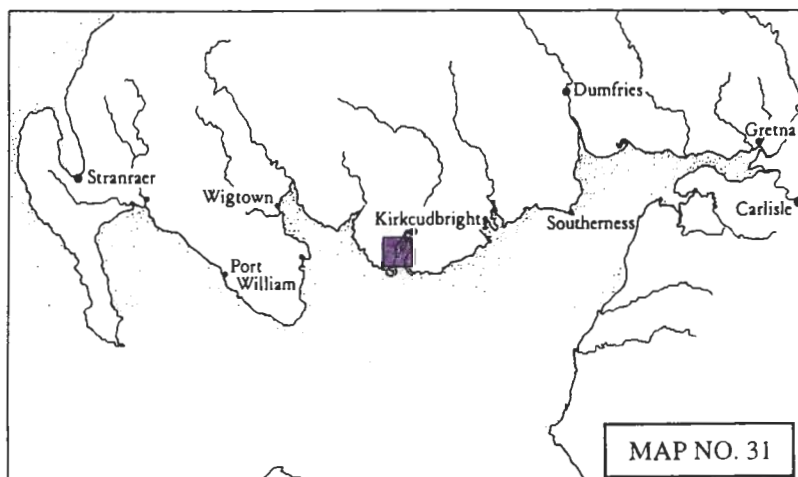 Dumfries
Gretna
Stranraer
Wigtown
Kirkcudbright
Southerness
Carlisle
Port
William
MAP NO. 31